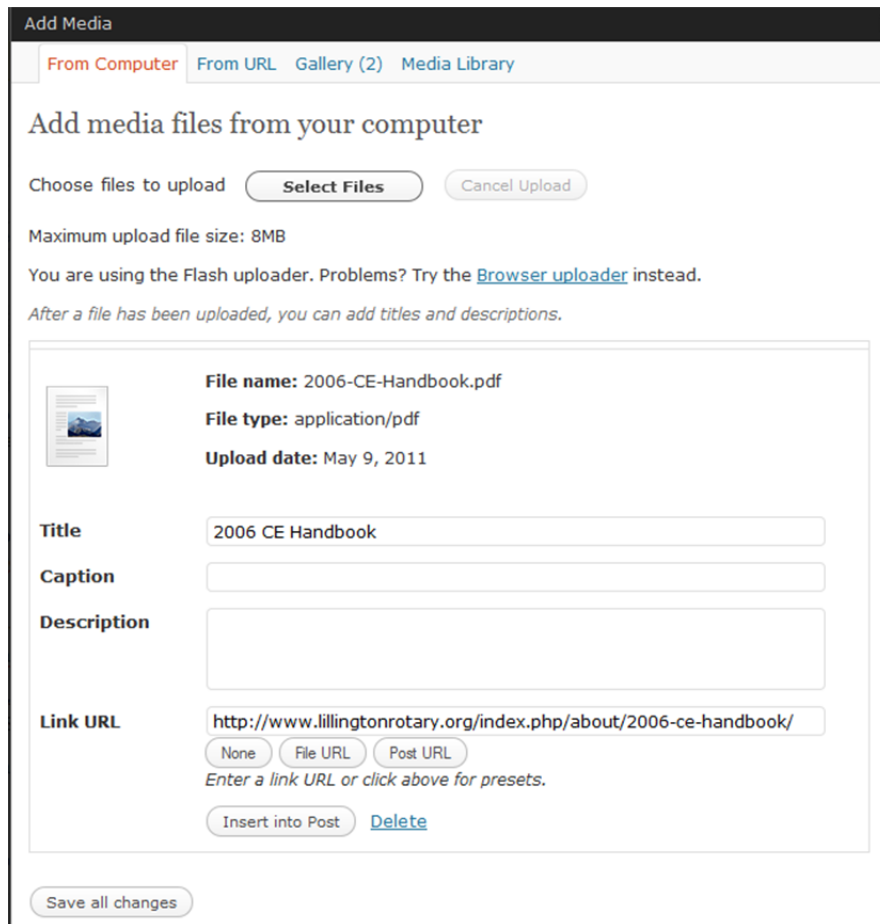 Add Media
From Computer From URL Gallery (2) Media Library
Add media files from your computer
Choose files to upload Select Files Cancel Upload
Maximum upload file size: 8MB
You are using the Flash uploader. Problems? Try the Browser uploader instead.
After a file has been uploaded, you can add titles and descriptions.
File name: 2006-CE-Handbook.pdf
File type: application/pdf
Upload date: May 9, 2011
Title 2006 CE Handbook
Caption
Description
Link URL http://www.lillingtonrotary.org/index.php/about/2006-ce-handbook/
None File URL Post URL
Enter a link URL or click above for presets.
Insert into Post Delete
Save all changes